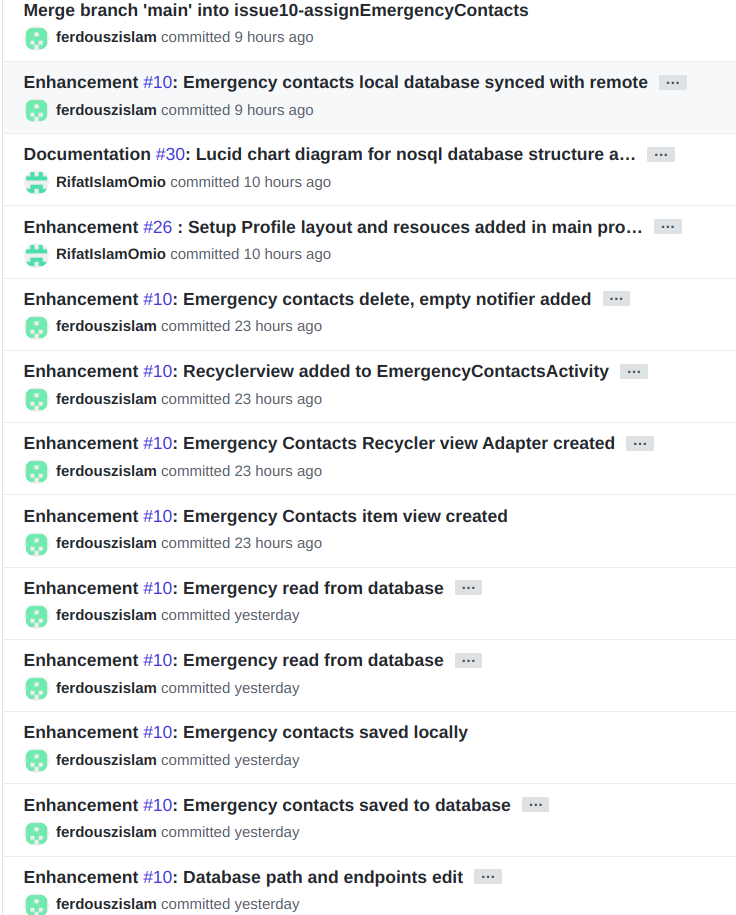 Merge branch 'main' into issue10-assignEmergencyContacts
ferdouszislam committed 9 hours ago
Enhancement #10: Emergency contacts local database synced with remote ...
ferdouszislam committed 9 hours ago
Documentation #30: Lucid chart diagram for nosql database structure a... ...
RifatIslamOmio committed 10 hours ago
Enhancement #26 : Setup Profile layout and resouces added in main pro... ...
RifatIslamOmio committed 10 hours ago
Enhancement #10: Emergency contacts delete, empty notifier added ...
ferdouszislam committed 23 hours ago
Enhancement #10: Recyclerview added to EmergencyContactsActivity ...
ferdouszislam committed 23 hours ago
Enhancement #10: Emergency Contacts Recycler view Adapter created ...
ferdouszislam committed 23 hours ago
Enhancement #10: Emergency Contacts item view created
ferdouszislam committed 23 hours ago
Enhancement #10: Emergency read from database ...
ferdouszislam committed yesterday
Enhancement #10: Emergency read from database ...
ferdouszislam committed yesterday
Enhancement #10: Emergency contacts saved locally
ferdouszislam committed yesterday
Enhancement #10: Emergency contacts saved to database ...
ferdouszislam committed yesterday
Enhancement #10: Database path and endpoints edit ...
ferdouszislam committed yesterday